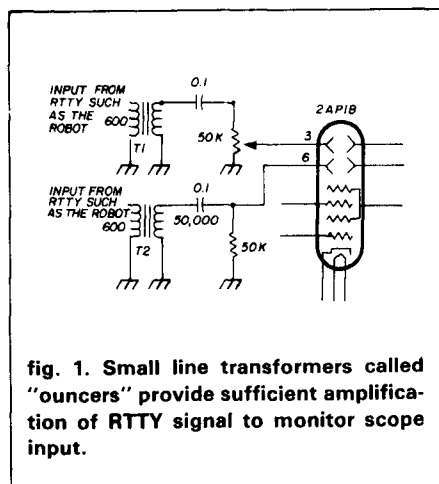 INPUT FROM
RTTY SUCH
AS THE
ROBOT
600
T1
0.1
50K
2AP1B
3
6
INPUT FROM
RTTY SUCH
AS THE ROBOT
600
T2
0.1
50,000
50K
fig. 1. Small line transformers called
"ouncers" provide sufficient amplifica-
tion of RTTY signal to monitor scope
input.